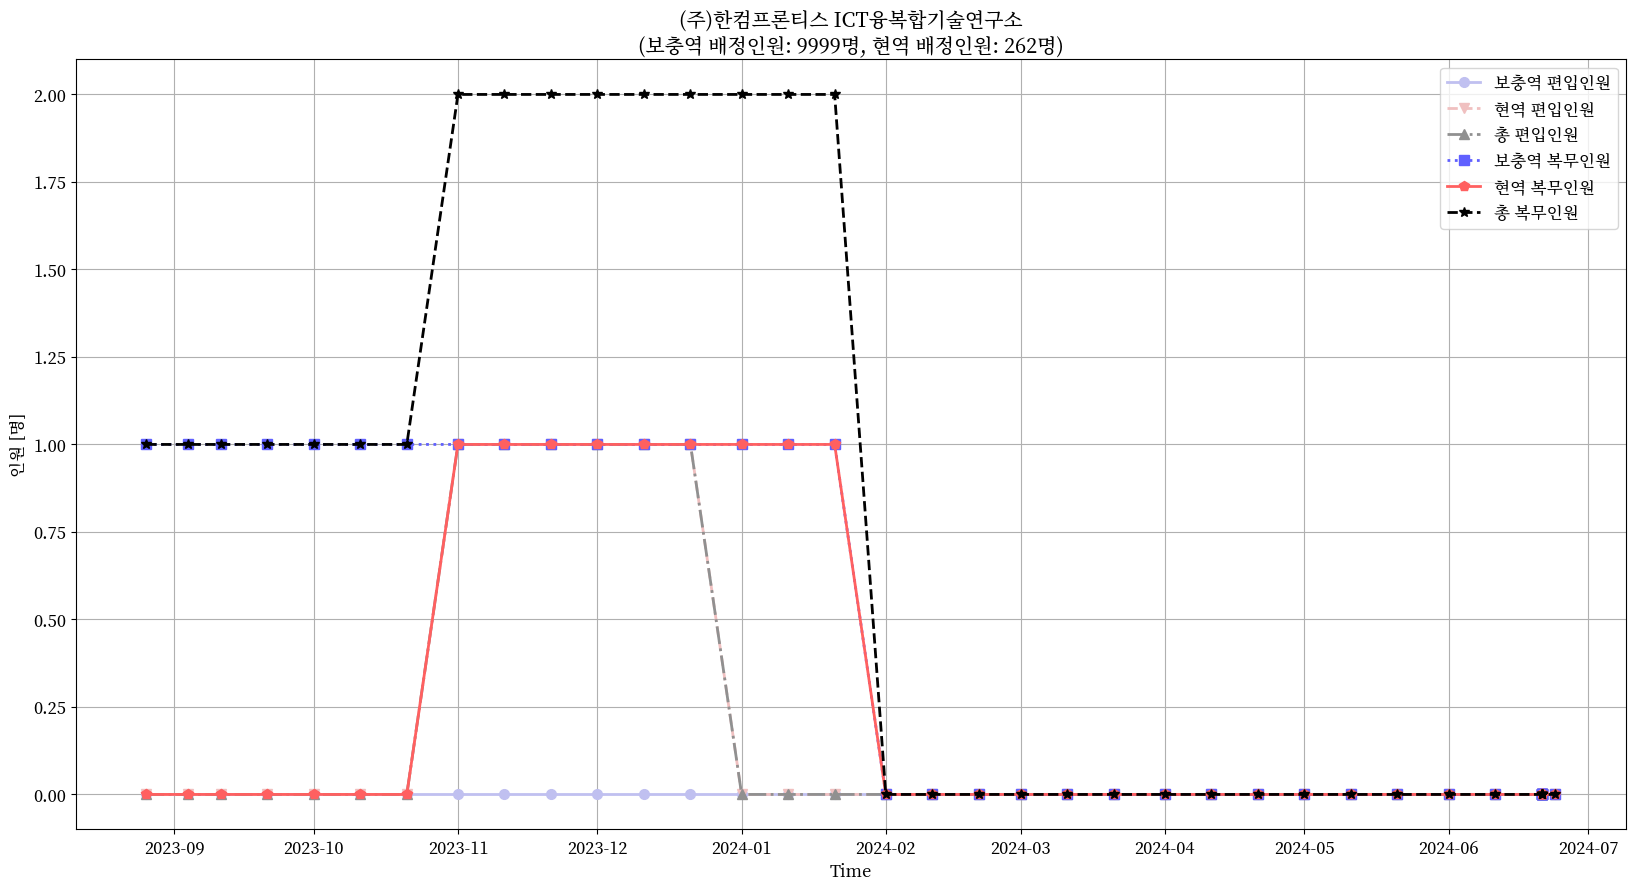 (주)한컴프론티스 ICT융복합기술연구소
(보충역 배정인원: 9999명, 현역 배정인원: 262명)
보충역 편입인원
현역 편입인원
총 편입인원
보충역 복무인원
현역 복무인원
총 복무인원
인원 [명]
2.00
1.75
1.50
1.25
1.00
0.75
0.50
0.25
0.00
2023-09
2023-10
2023-11
2023-12
2024-01
2024-02
2024-03
2024-04
2024-05
2024-06
2024-07
Time